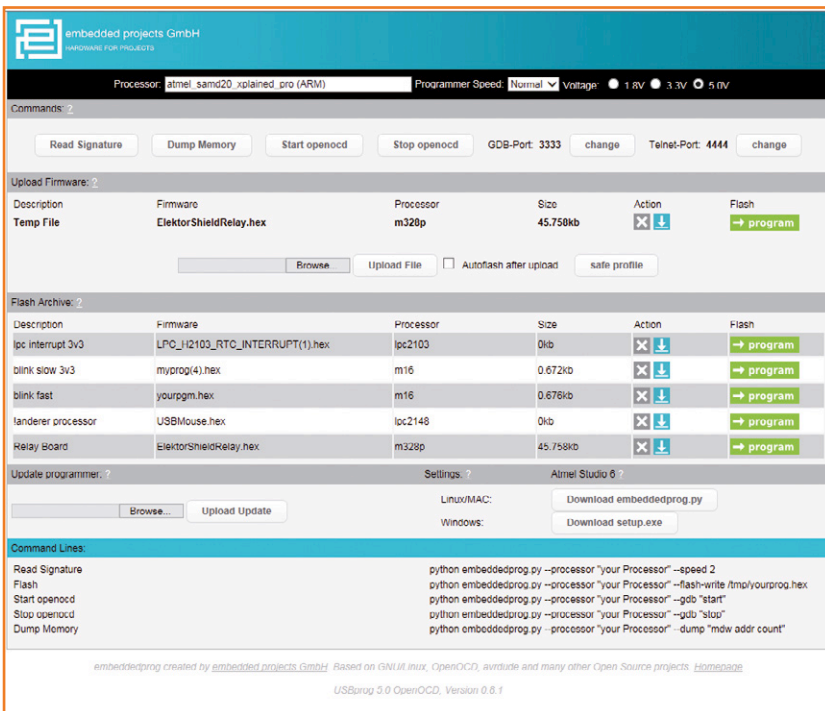 embedded projects GmbH
HARDWARE FOR PROJECTS
Processor: atmel_samd20_xplained_pro (ARM) Programmer Speed: Normal Voltage: 1.8V 3.3V 5.0V
Commands: ?
Read Signature Dump Memory Start openocd Stop openocd GDB-Port: 3333 change Telnet-Port: 4444 change
Upload Firmware: ?
Description Firmware Processor Size Action Flash
Temp File ElektorShieldRelay.hex m328p 45.758kb → program
Browse... Upload File Autoflash after upload safe profile
Flash Archive: ?
Description Firmware Processor Size Action Flash
lpc interrupt 3v3 LPC_H2103_RTC_INTERRUPT(1).hex lpc2103 0kb → program
blink slow 3v3 myprog(4).hex m16 0.672kb → program
blink fast yourpgm.hex m16 0.676kb → program
!anderer processor USBMouse.hex lpc2148 0kb → program
Relay Board ElektorShieldRelay.hex m328p 45.758kb → program
Update programmer: ? Settings: ? Atmel Studio 6 ?
Browse... Upload Update Linux/MAC: Download embeddedprog.py
Windows: Download setup.exe
Command Lines:
Read Signature python embeddedprog.py --processor "your Processor" --speed 2
Flash python embeddedprog.py --processor "your Processor" --flash-write /tmp/yourprog.hex
Start openocd python embeddedprog.py --processor "your Processor" --gdb "start"
Stop openocd python embeddedprog.py --processor "your Processor" --gdb "stop"
Dump Memory python embeddedprog.py --processor "your Processor" --dump "mdw addr count"
embeddedprog created by embedded projects GmbH. Based on GNU/Linux, OpenOCD, avrdude and many other Open Source projects. Homepage
USBprog 5.0 OpenOCD, Version 0.8.1